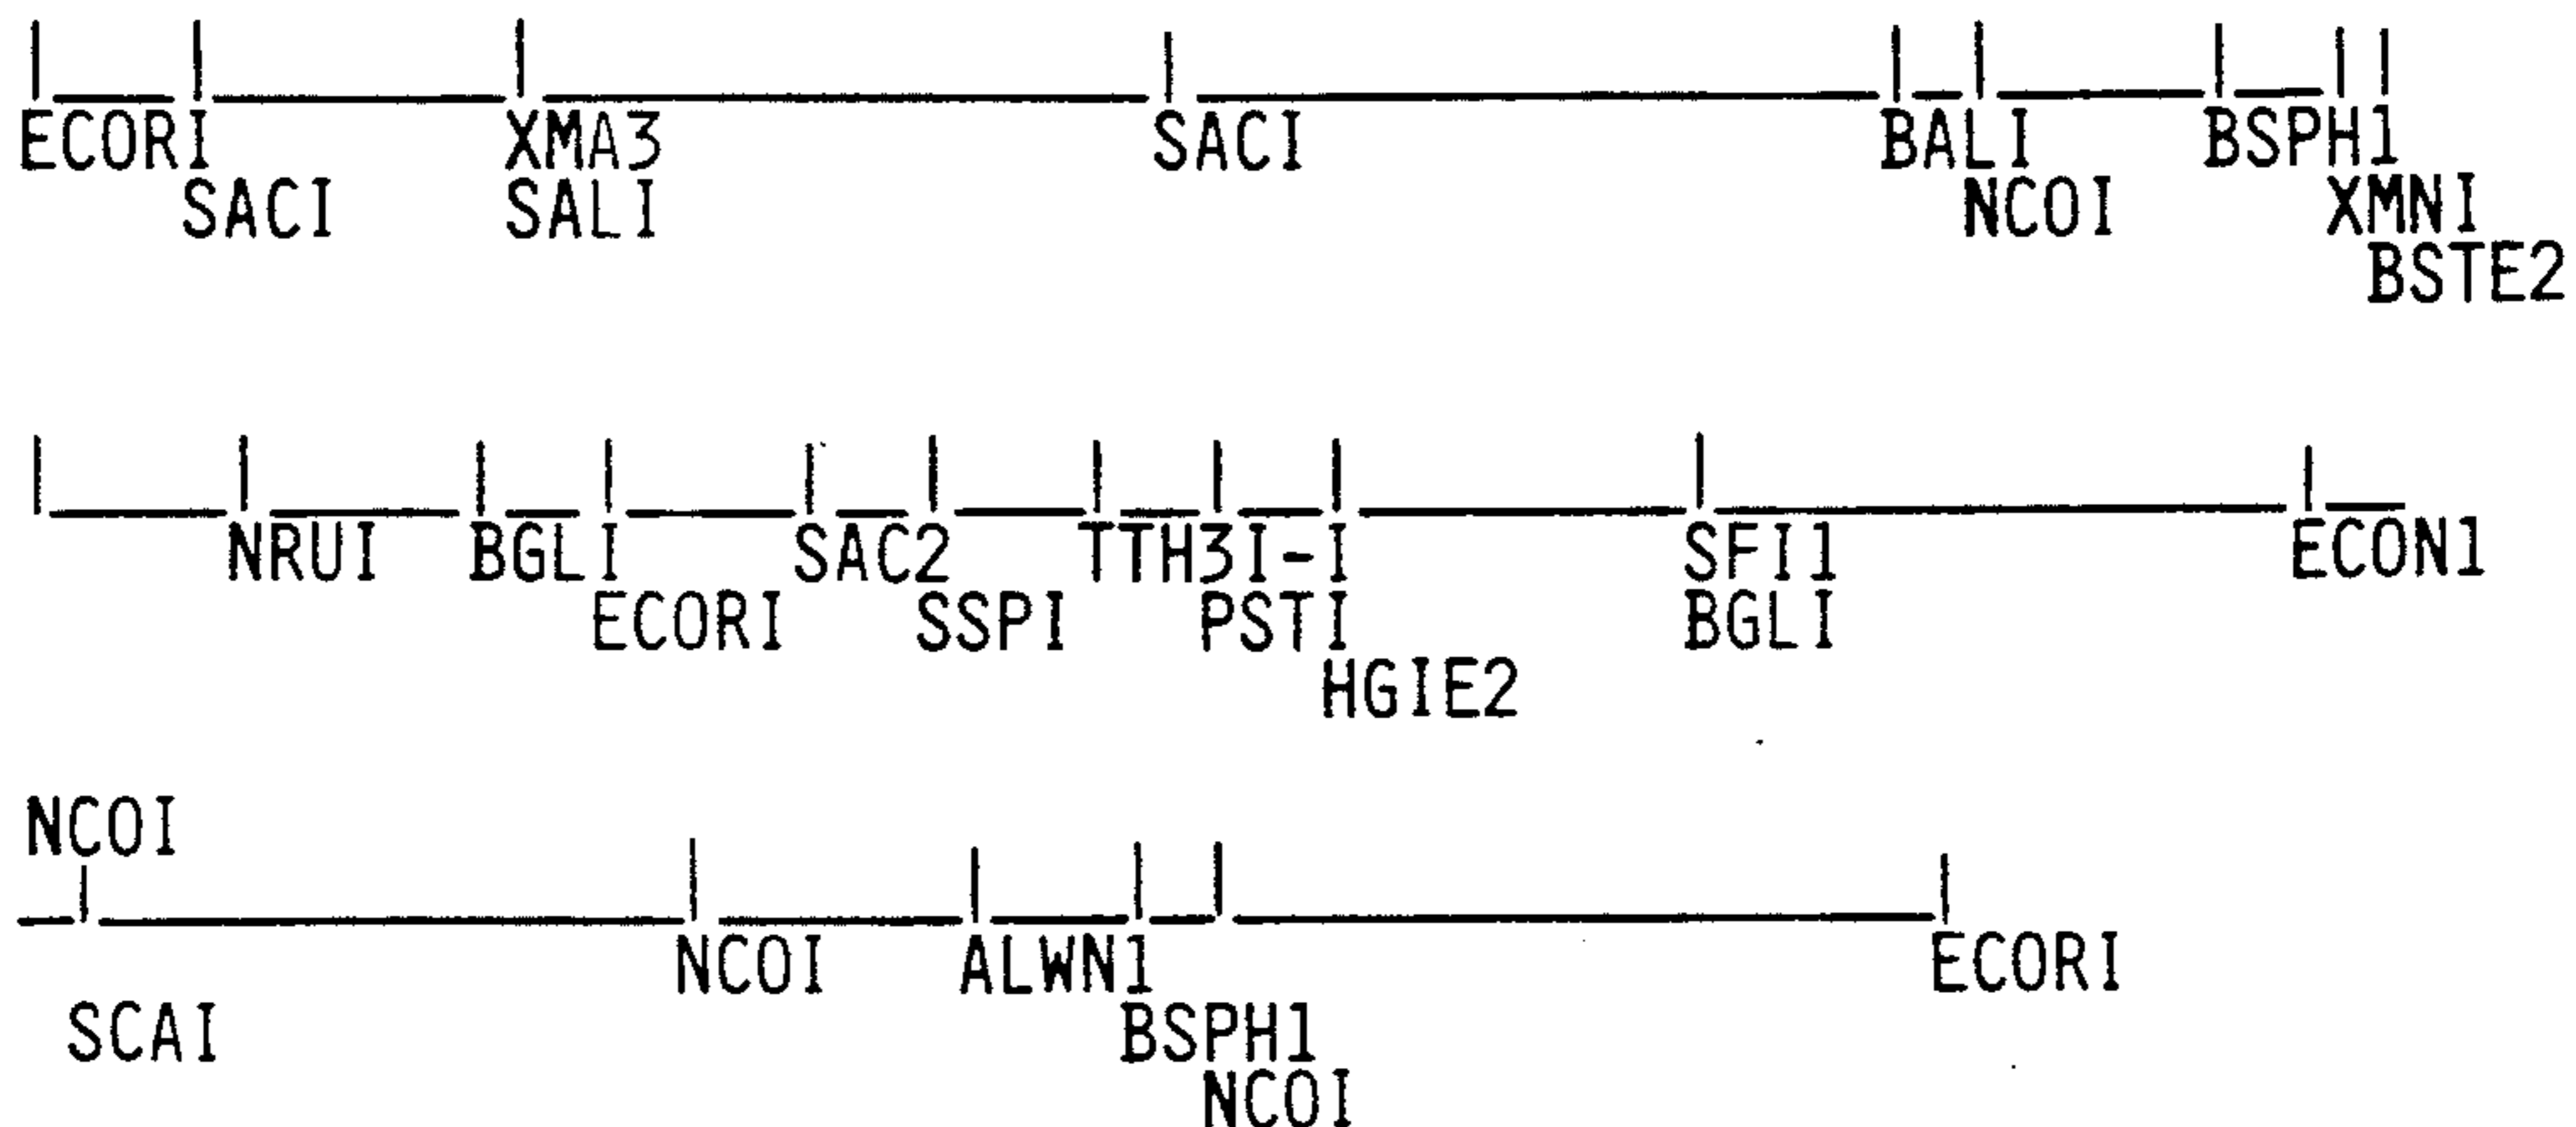 ECORI XMA3 SACI BALI BSPH1
SACI SALI NCOI XMNI
BSTE2
NRUI BGLI SAC2 TTH3I-I SFI1 ECON1
ECORI SSPI PSTI BGLI
HGIE2
NCOI
NCOI ALWN1 ECORI
SCAI BSPH1
NCOI